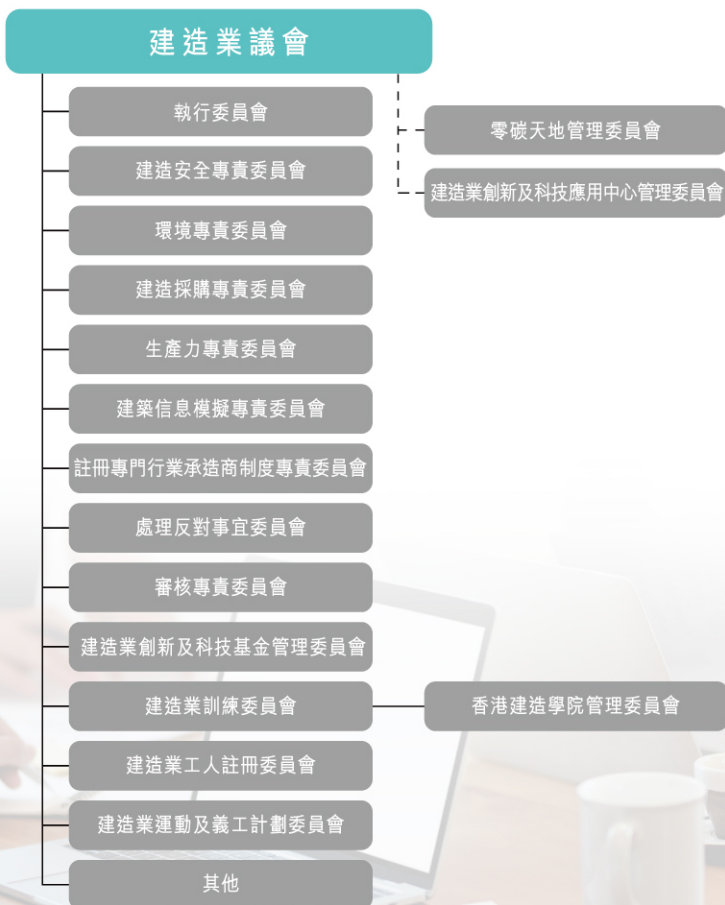 建造業議會
執行委員會
零碳天地管理委員會
建造安全專責委員會
建造業創新及科技應用中心管理委員會
環境專責委員會
建造採購專責委員會
生產力專責委員會
建築信息模擬專責委員會
註冊專門行業承造商制度專責委員會
處理反對事宜委員會
審核專責委員會
建造業創新及科技基金管理委員會
建造業訓練委員會
香港建造學院管理委員會
建造業工人註冊委員會
建造業運動及義工計劃委員會
其他